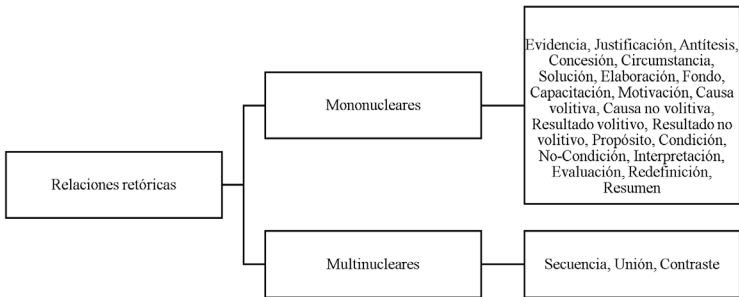 Relaciones retóricas
Mononucleares
Evidencia, Justificación, Antítesis,
Concesión, Circumstancia,
Solución, Elaboración, Fondo,
Capacitación, Motivación, Causa
volitiva, Causa no volitiva,
Resultado volitivo, Resultado no
volitivo, Propósito, Condición,
No-Condición, Interpretación,
Evaluación, Redefinición,
Resumen
Multinucleares
Secuencia, Unión, Contraste